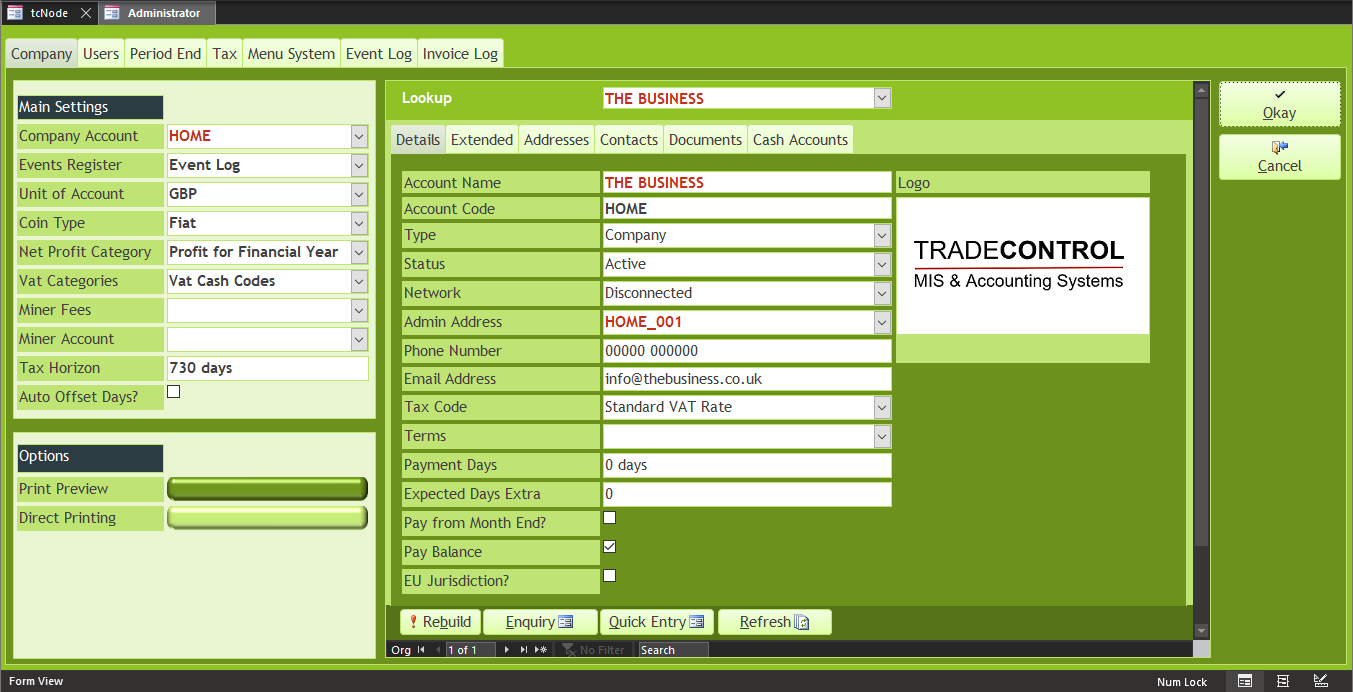 tcNode
Administrator
Company Users Period End Tax Menu System Event Log Invoice Log
Main Settings
Company Account HOME
Events Register Event Log
Unit of Account GBP
Coin Type Fiat
Net Profit Category Profit for Financial Year
Vat Categories Vat Cash Codes
Miner Fees
Miner Account
Tax Horizon 730 days
Auto Offset Days?
Options
Print Preview
Direct Printing
Lookup THE BUSINESS
Details Extended Addresses Contacts Documents Cash Accounts
Account Name THE BUSINESS
Account Code HOME
Type Company
Status Active
Network Disconnected
Admin Address HOME_001
Phone Number 00000 000000
Email Address info@thebusiness.co.uk
Tax Code Standard VAT Rate
Terms
Payment Days 0 days
Expected Days Extra 0
Pay from Month End?
Pay Balance
EU Jurisdiction?
Logo
TRADECONTROL
MIS & Accounting Systems
Rebuild Enquiry Quick Entry Refresh
Org 1 of 1 No Filter Search
Okay
Cancel
Form View
Num Lock